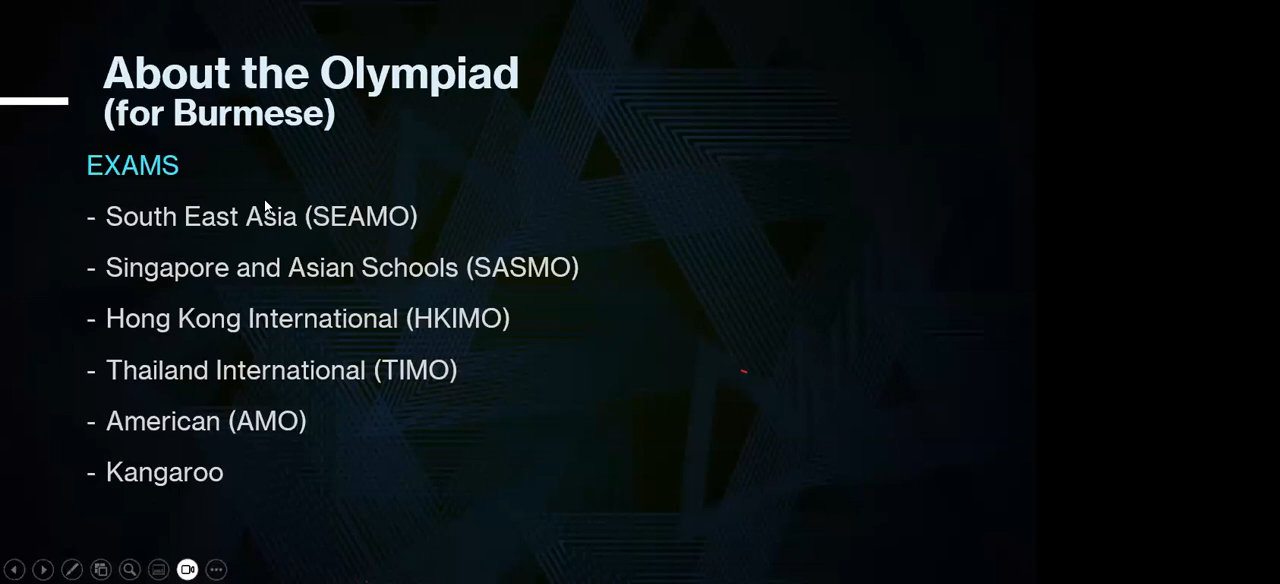 About the Olympiad
(for Burmese)
EXAMS
- South East Asia (SEAMO)
- Singapore and Asian Schools (SASMO)
- Hong Kong International (HKIMO)
- Thailand International (TIMO)
- American (AMO)
- Kangaroo